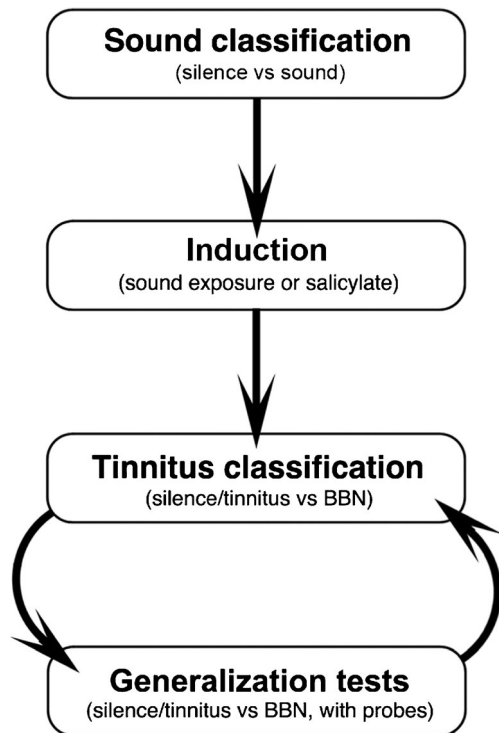 Sound classification
(silence vs sound)
Induction
(sound exposure or salicylate)
Tinnitus classification
(silence/tinnitus vs BBN)
Generalization tests
(silence/tinnitus vs BBN, with probes)